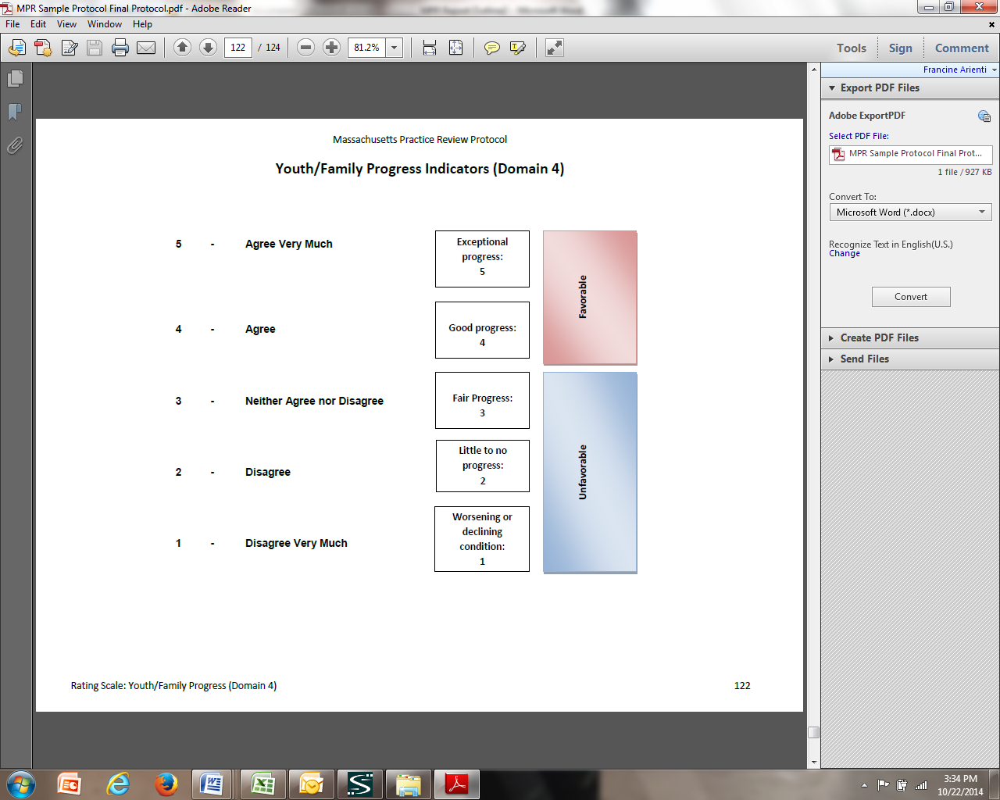 MPR Sample Protocol Final Protocol.pdf - Adobe Reader
File Edit View Window Help
122 / 124 81.2% Tools Sign Comment
Francine Arienti
Export PDF Files
Adobe ExportPDF
Select PDF File:
MPR Sample Protocol Final Prot...
1 file / 927 KB
Convert To:
Microsoft Word (*.docx)
Recognize Text in English(U.S.)
Change
Convert
Create PDF Files
Send Files
Massachusetts Practice Review Protocol
Youth/Family Progress Indicators (Domain 4)
5 - Agree Very Much
Exceptional
progress:
5
4 - Agree
Good progress:
4
Favorable
3 - Neither Agree nor Disagree
Fair Progress:
3
2 - Disagree
Little to no
progress:
2
1 - Disagree Very Much
Worsening or
declining
condition:
1
Unfavorable
Rating Scale: Youth/Family Progress (Domain 4) 122
3:34 PM
10/22/2014